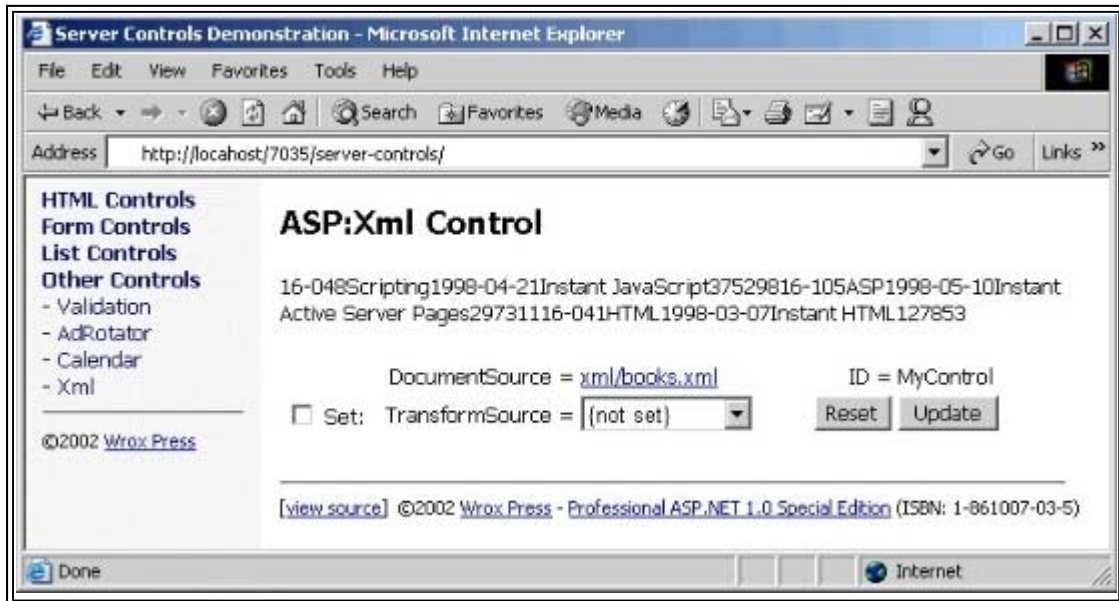 Server Controls Demonstration - Microsoft Internet Explorer
File Edit View Favorites Tools Help
Back Search Favorites Media
Address http://locahost/7035/server-controls/ Go Links »
HTML Controls
Form Controls
List Controls
Other Controls
- Validation
- AdRotator
- Calendar
- Xml
©2002 Wrox Press
ASP:Xml Control
16-048Scripting1998-04-21Instant JavaScript37529816-105ASP1998-05-10Instant
Active Server Pages29731116-041HTML1998-03-07Instant HTML127853
DocumentSource = xml/books.xml ID = MyControl
Set: TransformSource = (not set) Reset Update
[view source] ©2002 Wrox Press - Professional ASP.NET 1.0 Special Edition (ISBN: 1-861007-03-5)
Done Internet